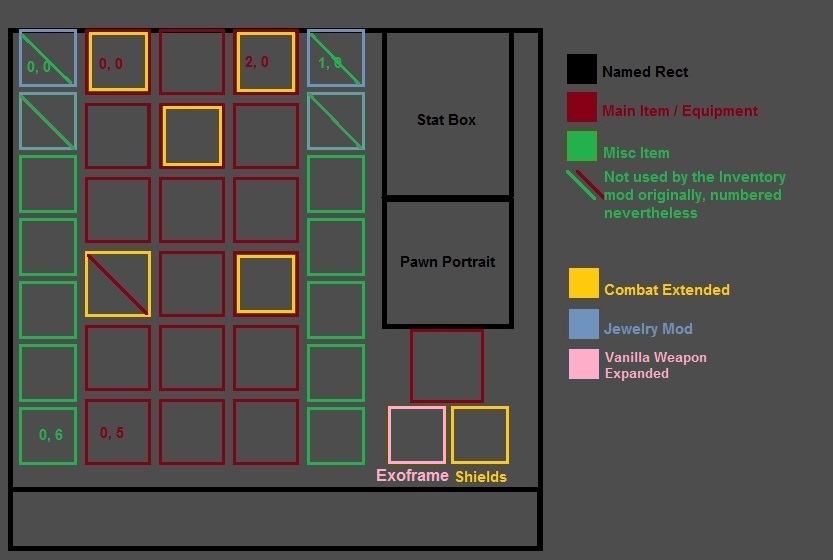 0, 0
0, 0
2, 0
1, 0
Stat Box
Pawn Portrait
0, 6
0, 5
Exoframe
Shields
Named Rect
Main Item / Equipment
Misc Item
Not used by the Inventory
mod originally, numbered
nevertheless
Combat Extended
Jewelry Mod
Vanilla Weapon
Expanded